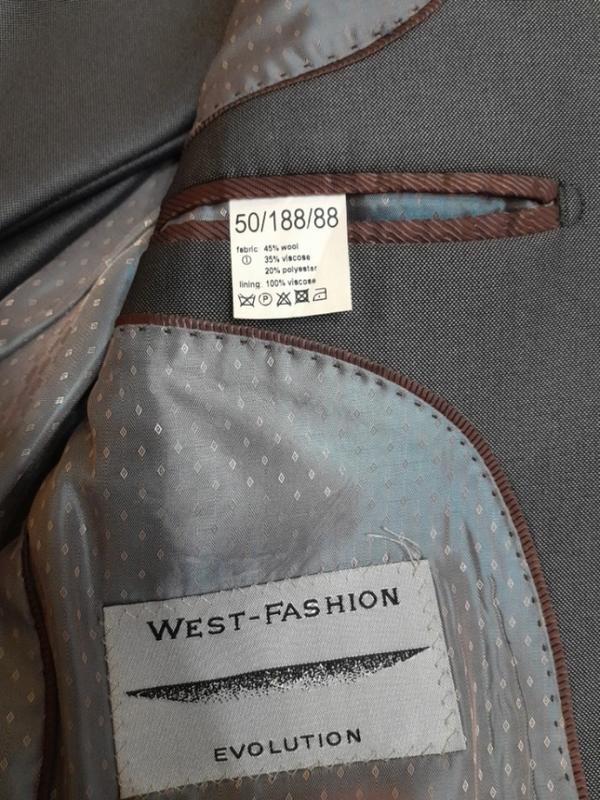 50/188/88
fabric: 45% wool
35% viscose
20% polyester
lining: 100% viscose
WEST-FASHION
EVOLUTION